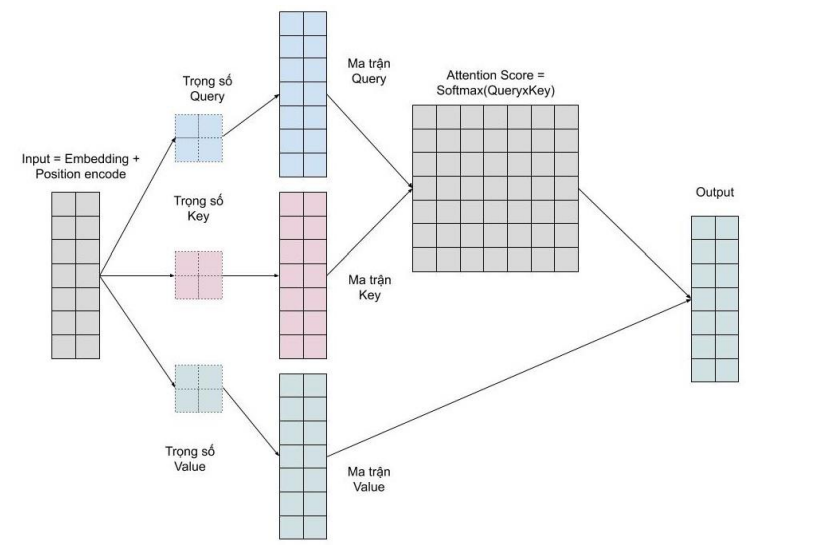 Input = Embedding +
Position encode
Trọng số
Query
Trọng số
Key
Trọng số
Value
Ma trận
Query
Ma trận
Key
Ma trận
Value
Attention Score =
Softmax(QueryxKey)
Output